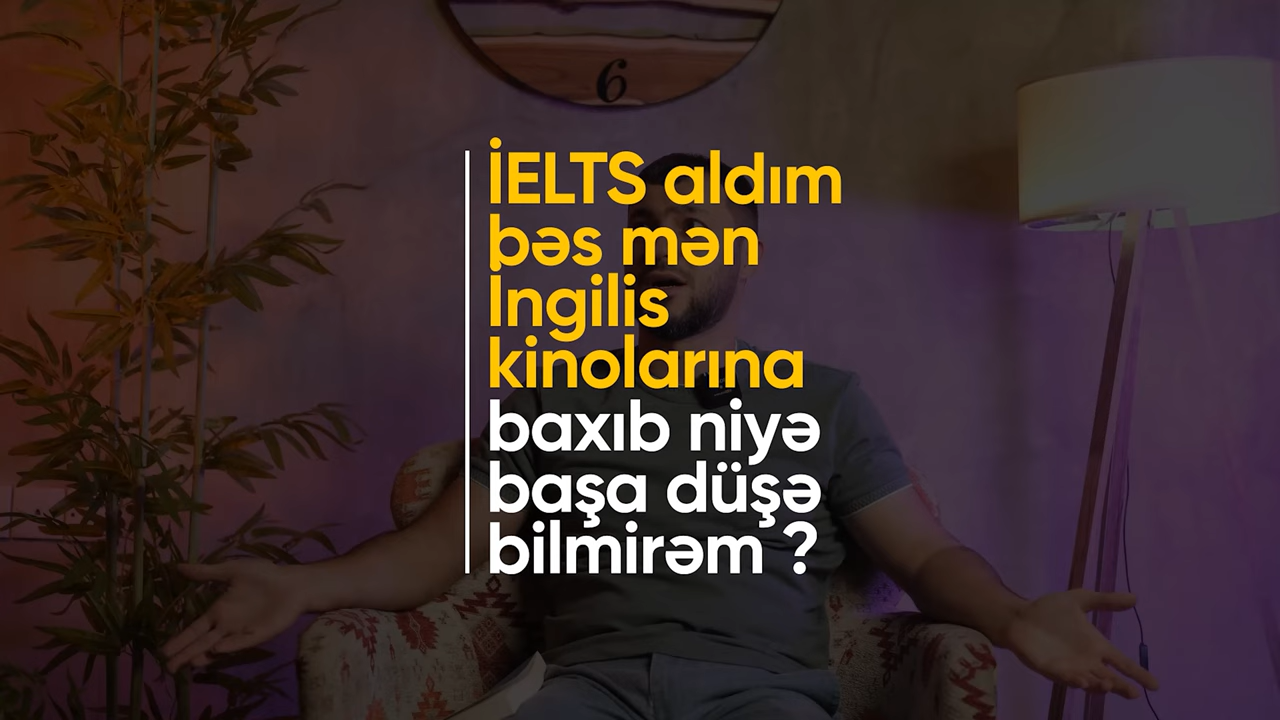 6
İELTS aldım
bəs mən
İngilis
kinolarına
baxıb niyə
başa düşə
bilmirəm ?